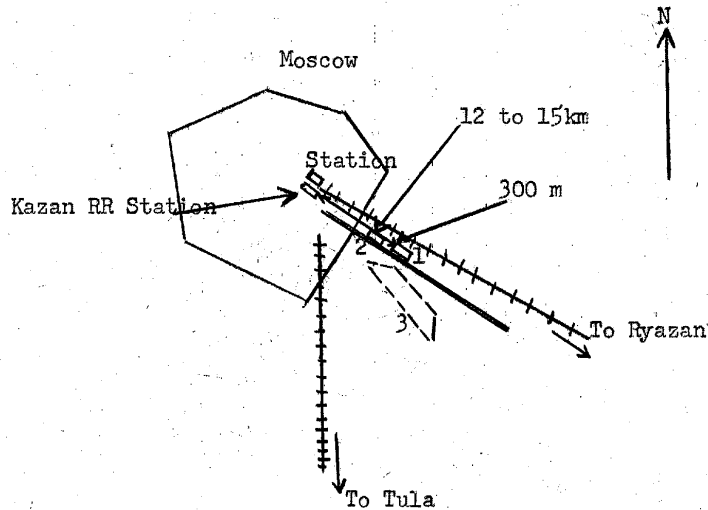 N
Moscow
12 to 15km
Station
300 m
Kazan RR Station
2
1
3
To Ryazan
To Tula